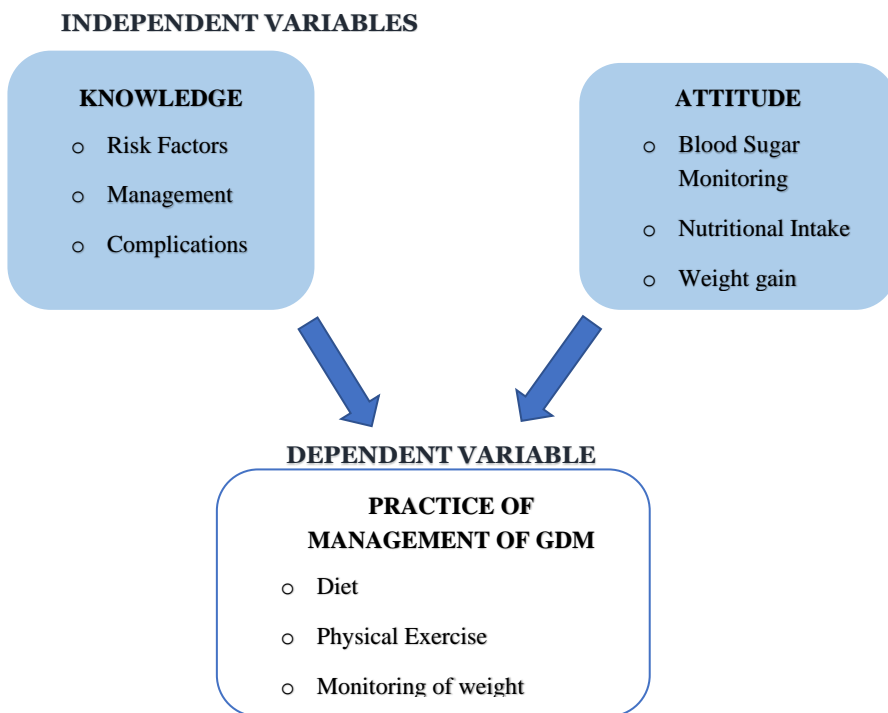 INDEPENDENT VARIABLES
KNOWLEDGE
o Risk Factors
o Management
o Complications
ATTITUDE
o Blood Sugar
Monitoring
o Nutritional Intake
o Weight gain
DEPENDENT VARIABLE
PRACTICE OF
MANAGEMENT OF GDM
o Diet
o Physical Exercise
o Monitoring of weight